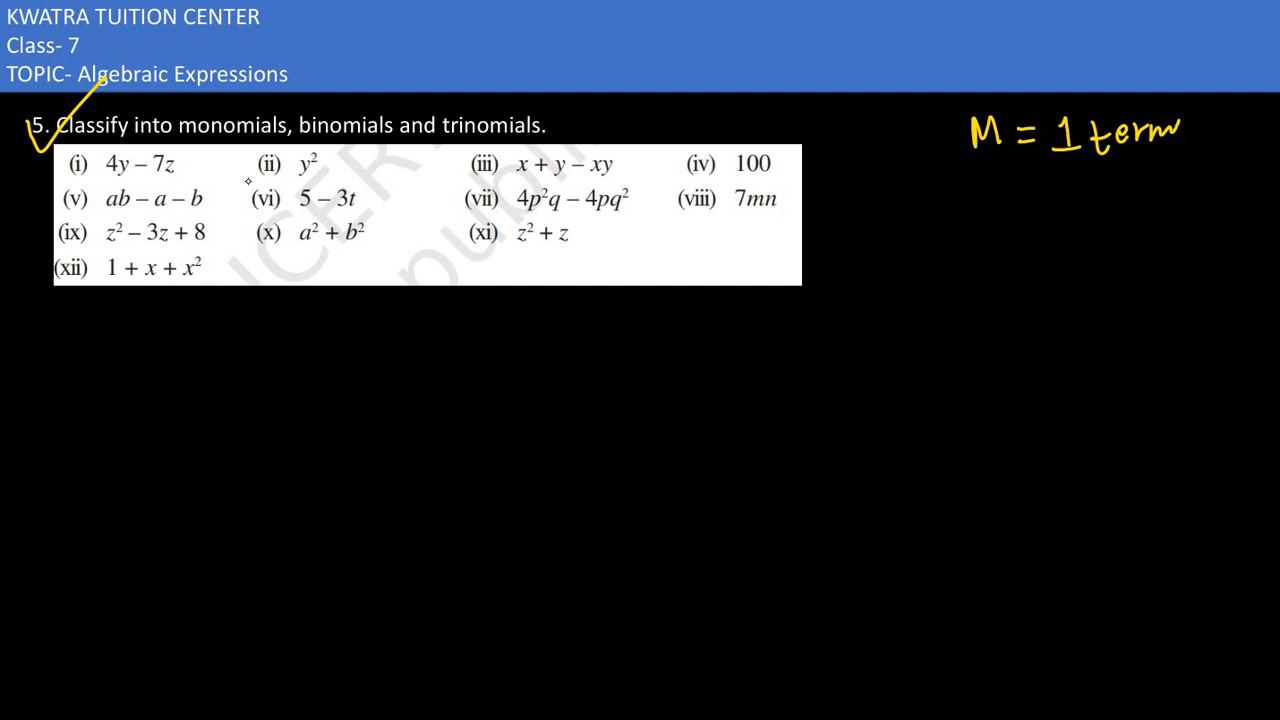 KWATRA TUITION CENTER
Class- 7
TOPIC- Algebraic Expressions
5. Classify into monomials, binomials and trinomials.
M = 1 term
(i) 4y – 7z (ii) y² (iii) x + y – xy (iv) 100
(v) ab – a – b (vi) 5 – 3t (vii) 4p²q – 4pq² (viii) 7mn
(ix) z² – 3z + 8 (x) a² + b² (xi) z² + z
(xii) 1 + x + x²